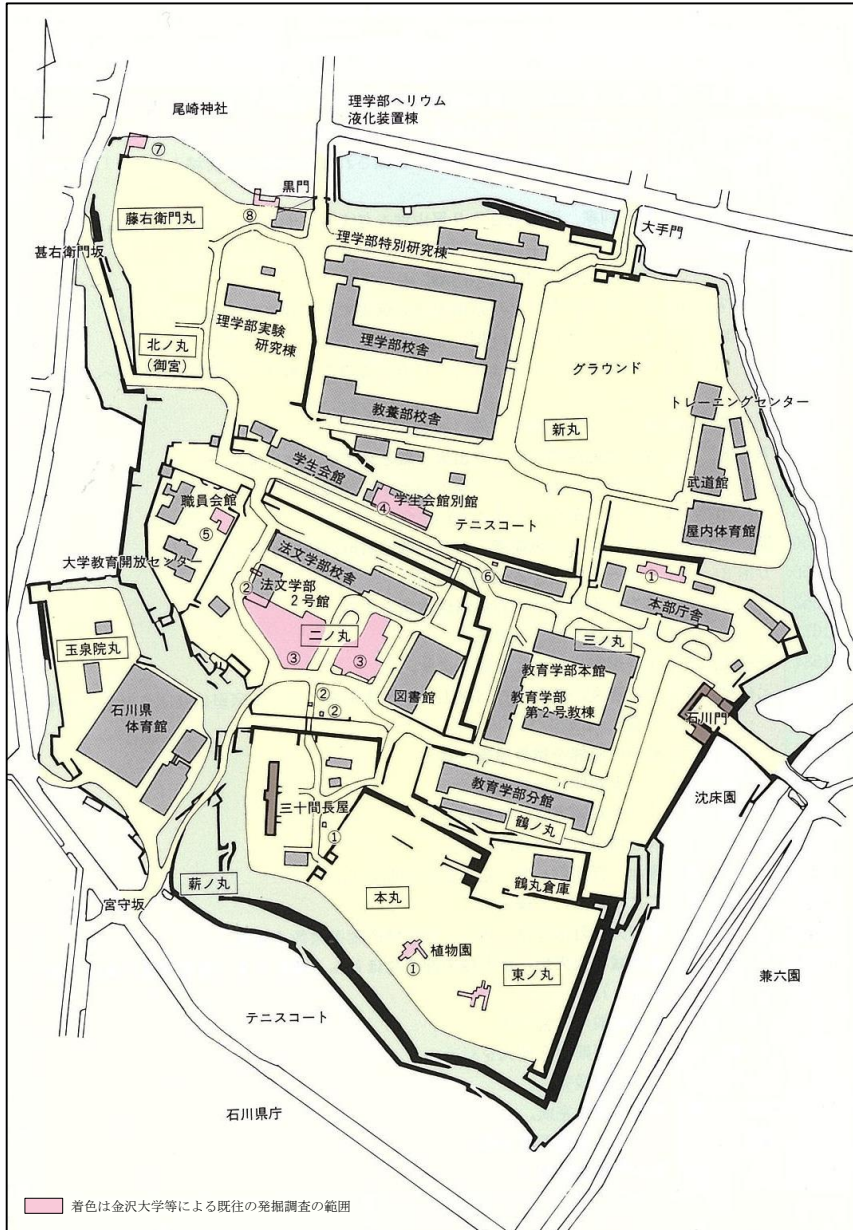 尾崎神社
理学部ヘリウム
液化装置棟
⑦
黒門
藤右衛門丸
⑧
大手門
理学部特別研究棟
甚右衛門坂
理学部実験
研究棟
理学部校舎
北ノ丸
(御宮)
グラウンド
教養部校舎
トレーニングセンター
新丸
学生会館
武道館
職員会館
学生会館別館
④
テニスコート
⑤
屋内体育館
大学教育開放センター
法文学部校舎
⑥
①
法文学部
2号館
②
本部庁舎
二ノ丸
三ノ丸
玉泉院丸
③
③
教育学部本館
図書館
教育学部
第2号教棟
②
②
石川門
石川県
体育館
教育学部分館
沈床園
三十間長屋
鶴ノ丸
①
薪ノ丸
鶴丸倉庫
宮守坂
本丸
植物園
①
東ノ丸
兼六園
テニスコート
石川県庁
着色は金沢大学等による既往の発掘調査の範囲